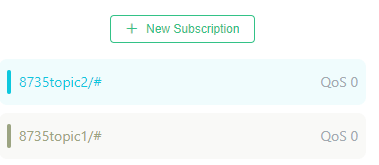 + New Subscription
8735topic2/# QoS 0
8735topic1/# QoS 0